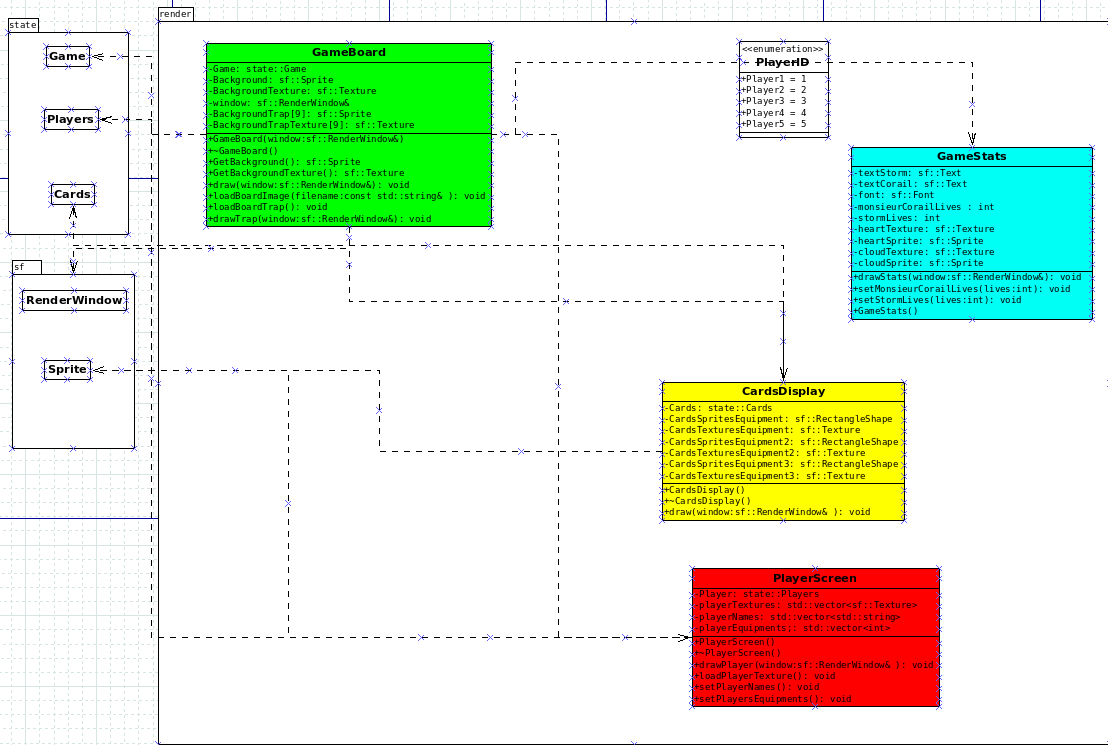 state
Game
Players
Cards
sf
RenderWindow
Sprite
render
GameBoard
-Game: state::Game
-Background: sf::Sprite
-BackgroundTexture: sf::Texture
-window: sf::RenderWindow&
-BackgroundTrap[9]: sf::Sprite
-BackgroundTrapTexture[9]: sf::Texture
+GameBoard(window:sf::RenderWindow&)
+~GameBoard()
+GetBackground(): sf::Sprite
+GetBackgroundTexture(): sf::Texture
+draw(window:sf::RenderWindow&): void
+loadBoardImage(filename:const std::string& ): void
+loadBoardTrap(): void
+drawTrap(window:sf::RenderWindow&): void
<<enumeration>>
PlayerID
+Player1 = 1
+Player2 = 2
+Player3 = 3
+Player4 = 4
+Player5 = 5
GameStats
-textStorm: sf::Text
-textCorail: sf::Text
-font: sf::Font
-monsieurCorailLives : int
-stormLives: int
-heartTexture: sf::Texture
-heartSprite: sf::Sprite
-cloudTexture: sf::Texture
-cloudSprite: sf::Sprite
+drawStats(window:sf::RenderWindow&): void
+setMonsieurCorailLives(lives:int): void
+setStormLives(lives:int): void
+GameStats()
CardsDisplay
-Cards: state::Cards
-CardsSpritesEquipment: sf::RectangleShape
-CardsTexturesEquipment: sf::Texture
-CardsSpritesEquipment2: sf::RectangleShape
-CardsTexturesEquipment2: sf::Texture
-CardsSpritesEquipment3: sf::RectangleShape
-CardsTexturesEquipment3: sf::Texture
+CardsDisplay()
+~CardsDisplay()
+draw(window:sf::RenderWindow& ): void
PlayerScreen
-Player: state::Players
-playerTextures: std::vector<sf::Texture>
-playerNames: std::vector<std::string>
-playerEquipments:: std::vector<int>
+PlayerScreen()
+~PlayerScreen()
+drawPlayer(window:sf::RenderWindow& ): void
+loadPlayerTexture(): void
+setPlayerNames(): void
+setPlayersEquipments(): void